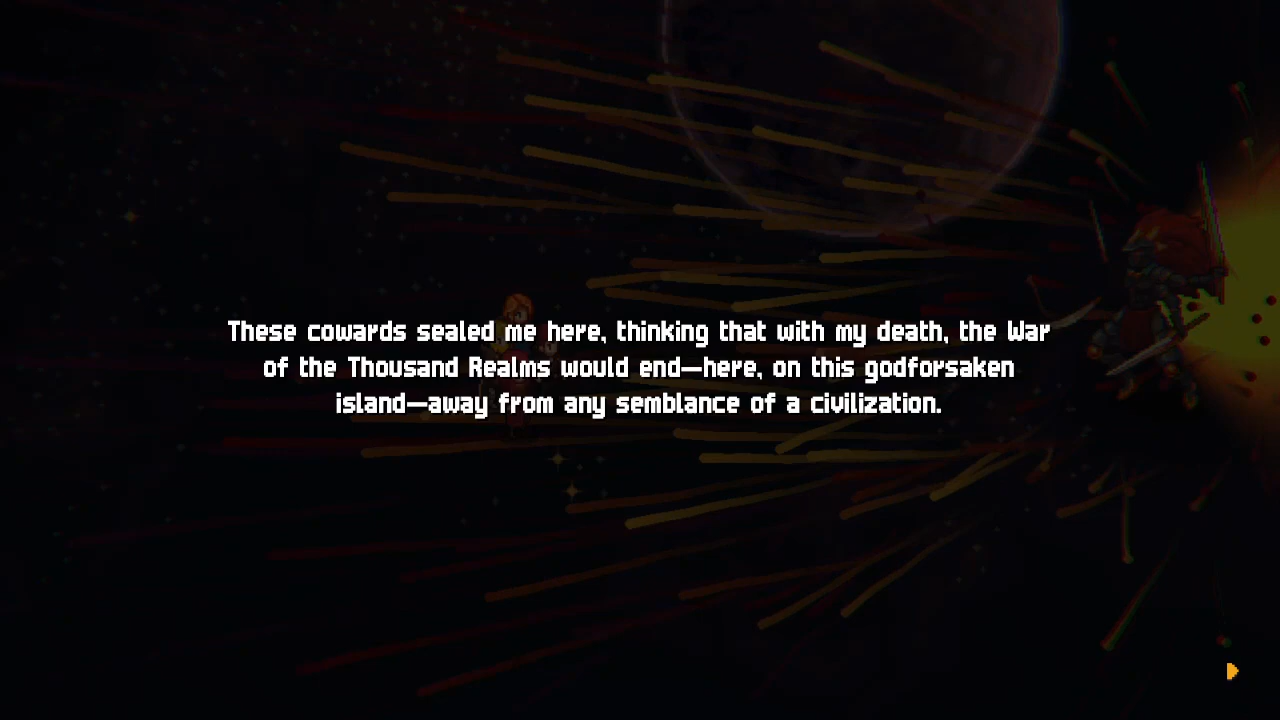 These cowards sealed me here, thinking that with my death, the War
of the Thousand Realms would end—here, on this godforsaken
island—away from any semblance of a civilization.